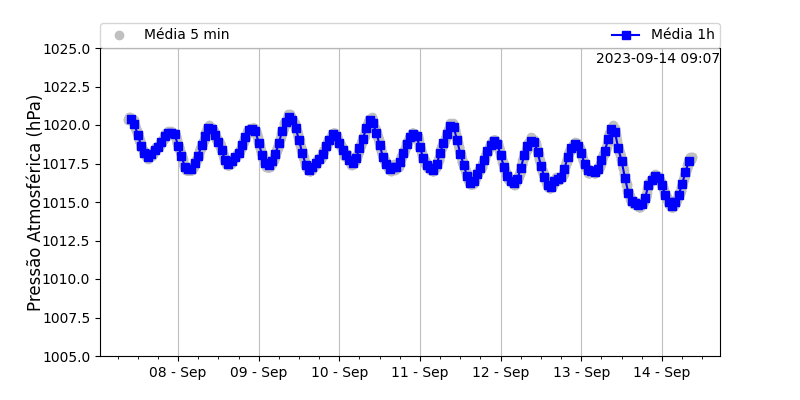 Média 5 min
Média 1h
2023-09-14 09:07
Pressão Atmosférica (hPa)
1025.0
1022.5
1020.0
1017.5
1015.0
1012.5
1010.0
1007.5
1005.0
08 - Sep
09 - Sep
10 - Sep
11 - Sep
12 - Sep
13 - Sep
14 - Sep